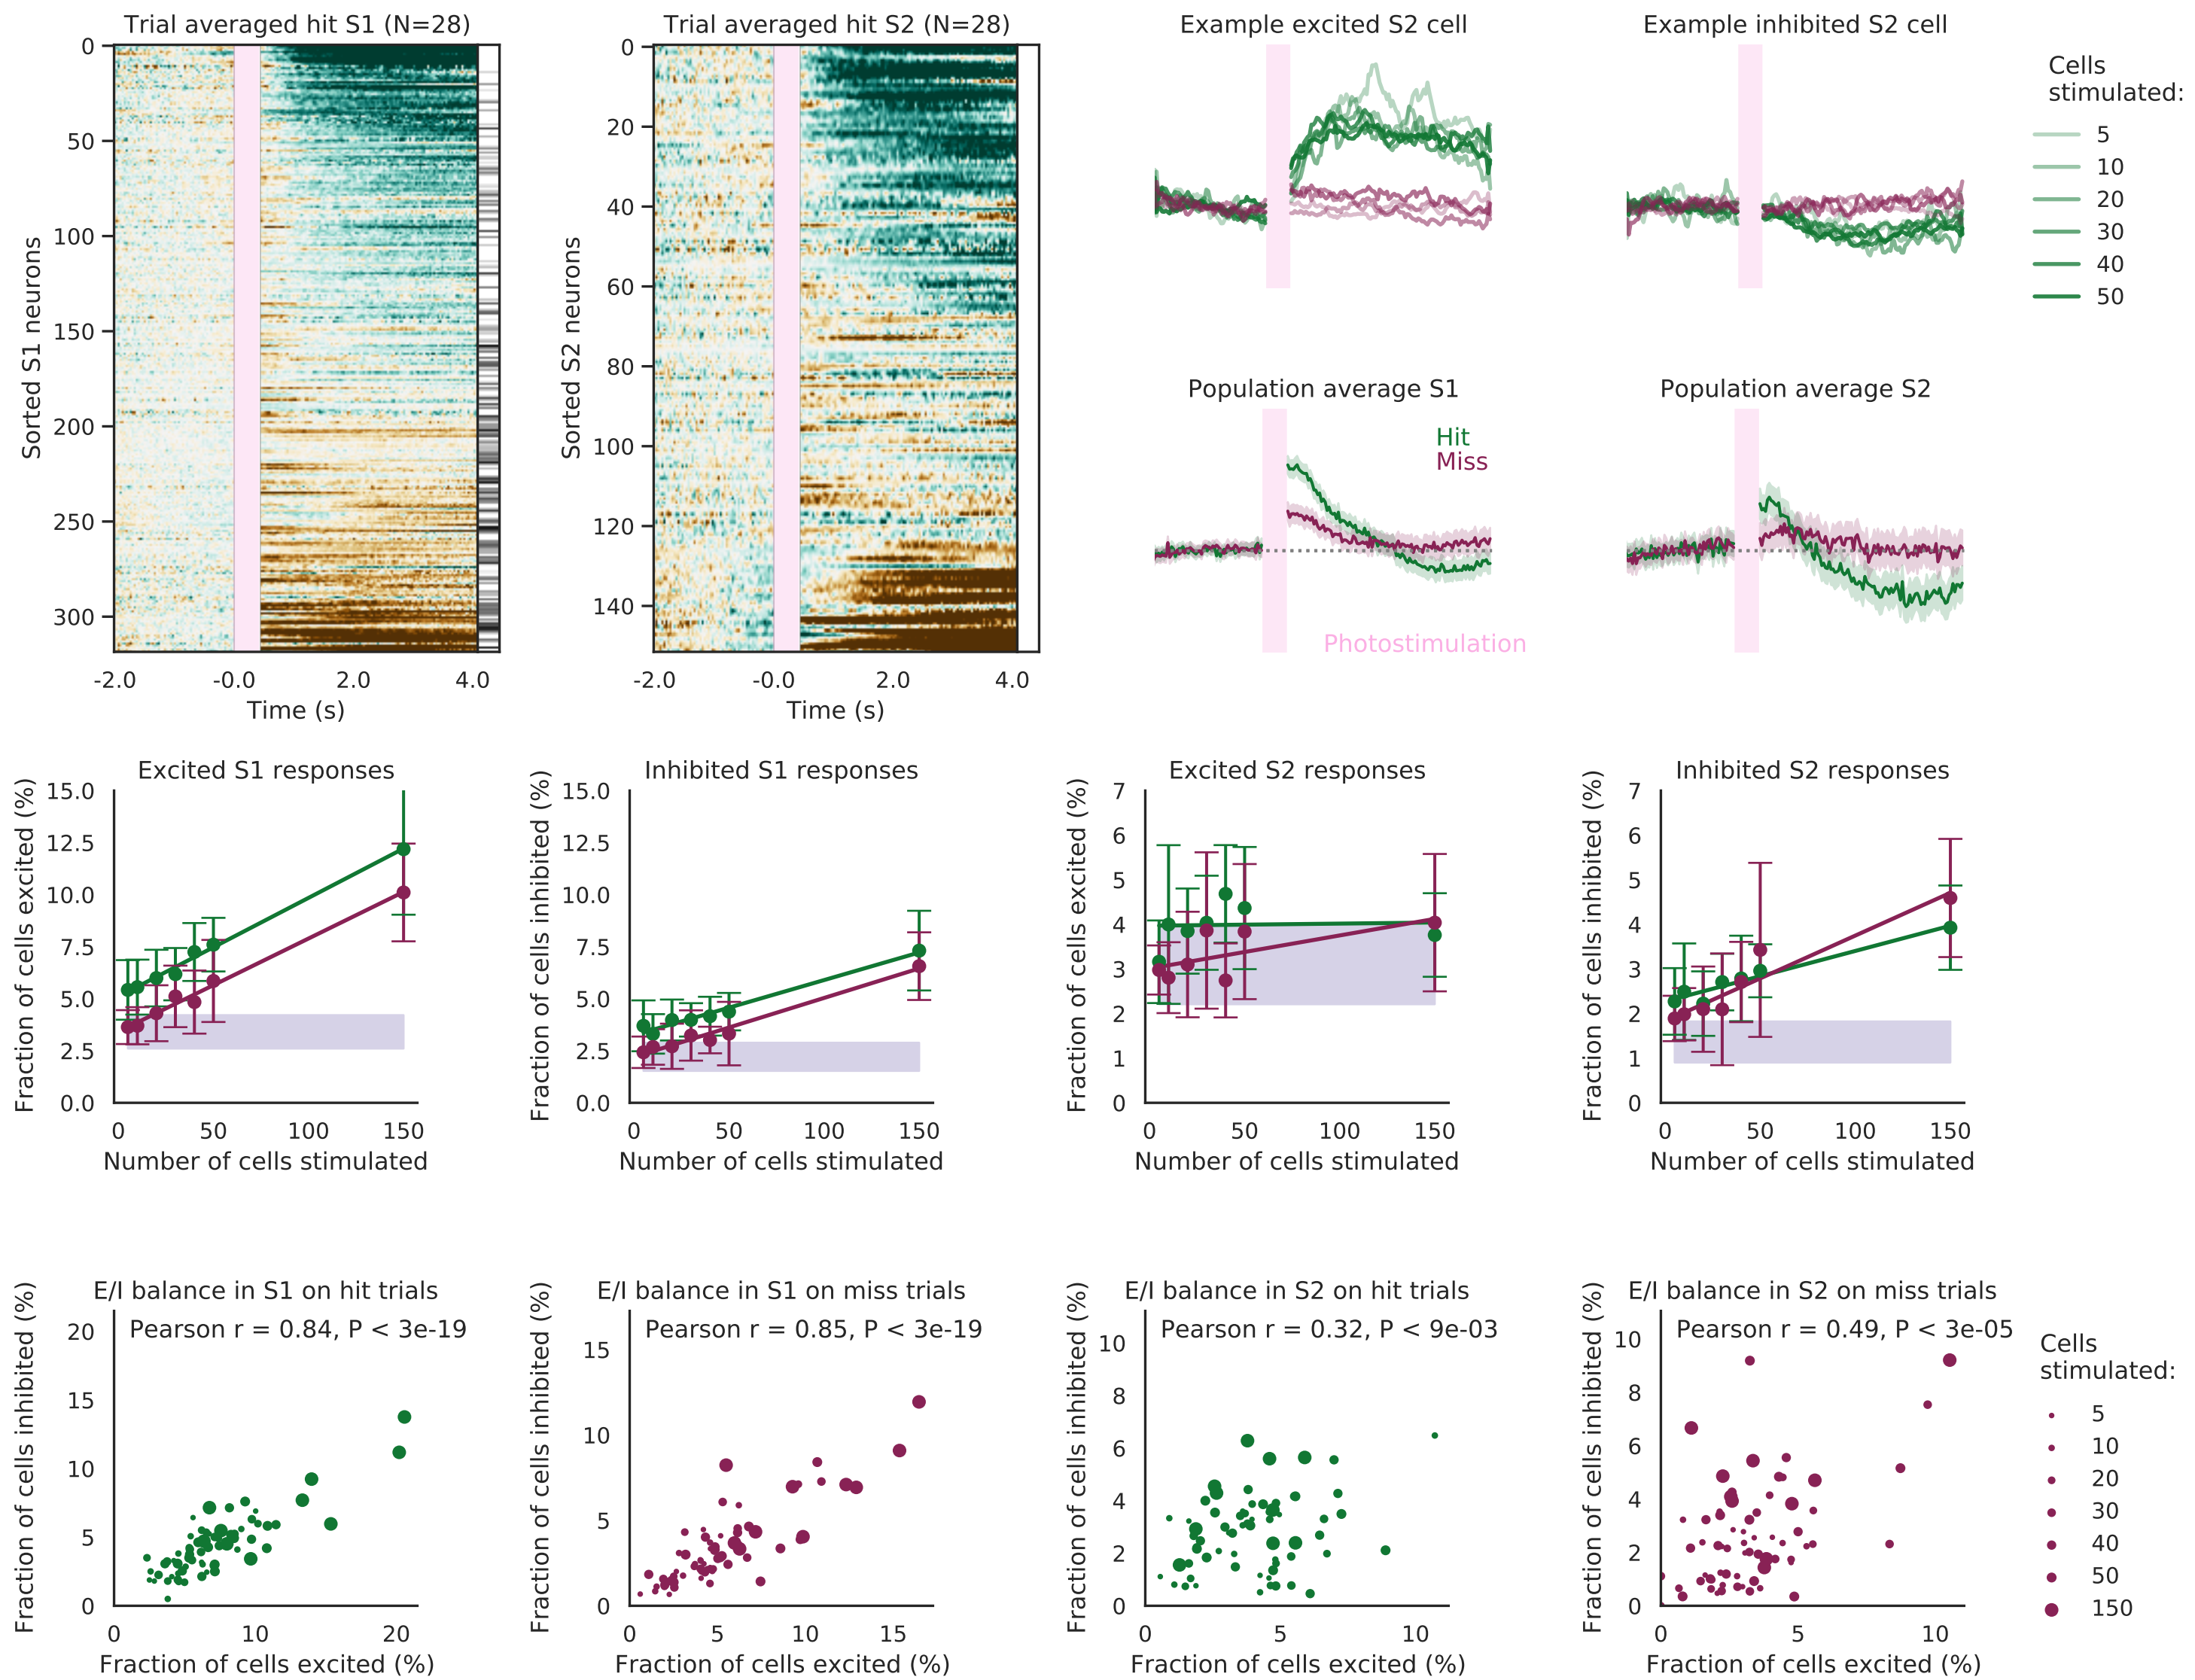 Trial averaged hit S1 (N=28)
Sorted S1 neurons
0
50
100
150
200
250
300
-2.0 -0.0 2.0 4.0
Time (s)
Trial averaged hit S2 (N=28)
Sorted S2 neurons
0
20
40
60
80
100
120
140
-2.0 -0.0 2.0 4.0
Time (s)
Example excited S2 cell
Example inhibited S2 cell
Cells
stimulated:
5
10
20
30
40
50
Population average S1
Hit
Miss
Photostimulation
Population average S2
Excited S1 responses
Fraction of cells excited (%)
15.0
12.5
10.0
7.5
5.0
2.5
0.0
0 50 100 150
Number of cells stimulated
Inhibited S1 responses
Fraction of cells inhibited (%)
15.0
12.5
10.0
7.5
5.0
2.5
0.0
0 50 100 150
Number of cells stimulated
Excited S2 responses
Fraction of cells excited (%)
7
6
5
4
3
2
1
0
0 50 100 150
Number of cells stimulated
Inhibited S2 responses
Fraction of cells inhibited (%)
7
6
5
4
3
2
1
0
0 50 100 150
Number of cells stimulated
E/I balance in S1 on hit trials
Pearson r = 0.84, P < 3e-19
Fraction of cells inhibited (%)
20
15
10
5
0
0 10 20
Fraction of cells excited (%)
E/I balance in S1 on miss trials
Pearson r = 0.85, P < 3e-19
Fraction of cells inhibited (%)
15
10
5
0
0 5 10 15
Fraction of cells excited (%)
E/I balance in S2 on hit trials
Pearson r = 0.32, P < 9e-03
Fraction of cells inhibited (%)
10
8
6
4
2
0
0 5 10
Fraction of cells excited (%)
E/I balance in S2 on miss trials
Pearson r = 0.49, P < 3e-05
Fraction of cells inhibited (%)
10
8
6
4
2
0
0 5 10
Fraction of cells excited (%)
Cells
stimulated:
5
10
20
30
40
50
150